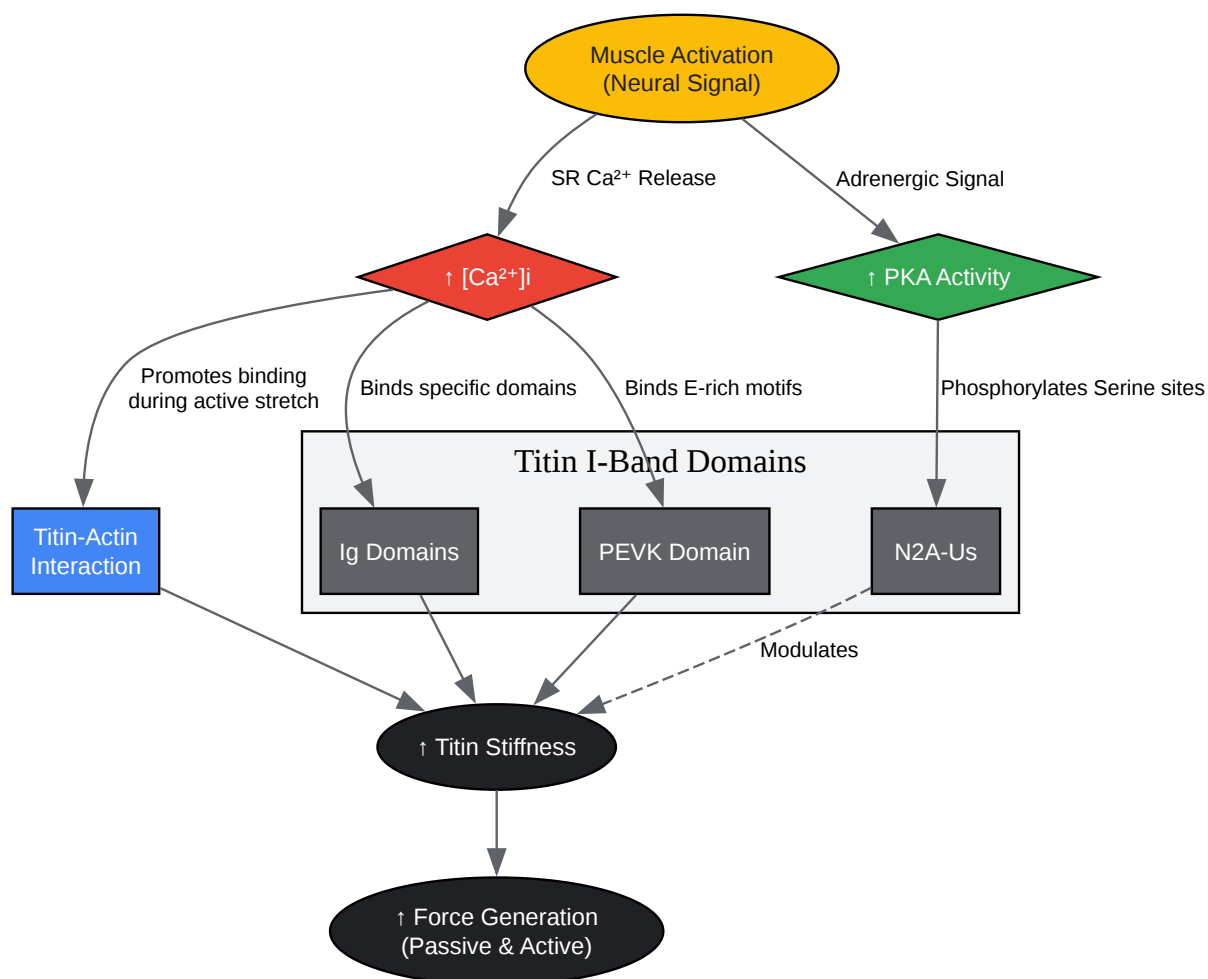 Muscle Activation
(Neural Signal)
SR Ca²⁺ Release
Adrenergic Signal
↑ [Ca²⁺]i
↑ PKA Activity
Promotes binding
during active stretch
Binds specific domains
Binds E-rich motifs
Phosphorylates Serine sites
Titin I-Band Domains
Titin-Actin
Interaction
Ig Domains
PEVK Domain
N2A-Us
Modulates
↑ Titin Stiffness
↑ Force Generation
(Passive & Active)